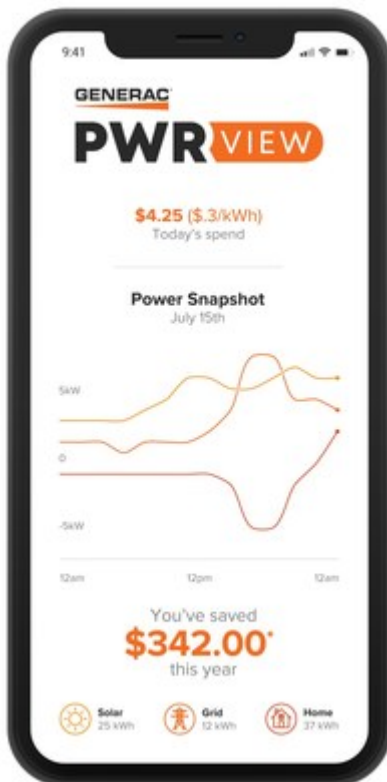 9:41
GENERAC
PWR VIEW
$4.25 ($.3/kWh)
Today's spend
Power Snapshot
July 15th
5kW
0
-5kW
12am 12pm 12am
You've saved
$342.00*
this year
Solar
25 kWh
Grid
12 kWh
Home
37 kWh